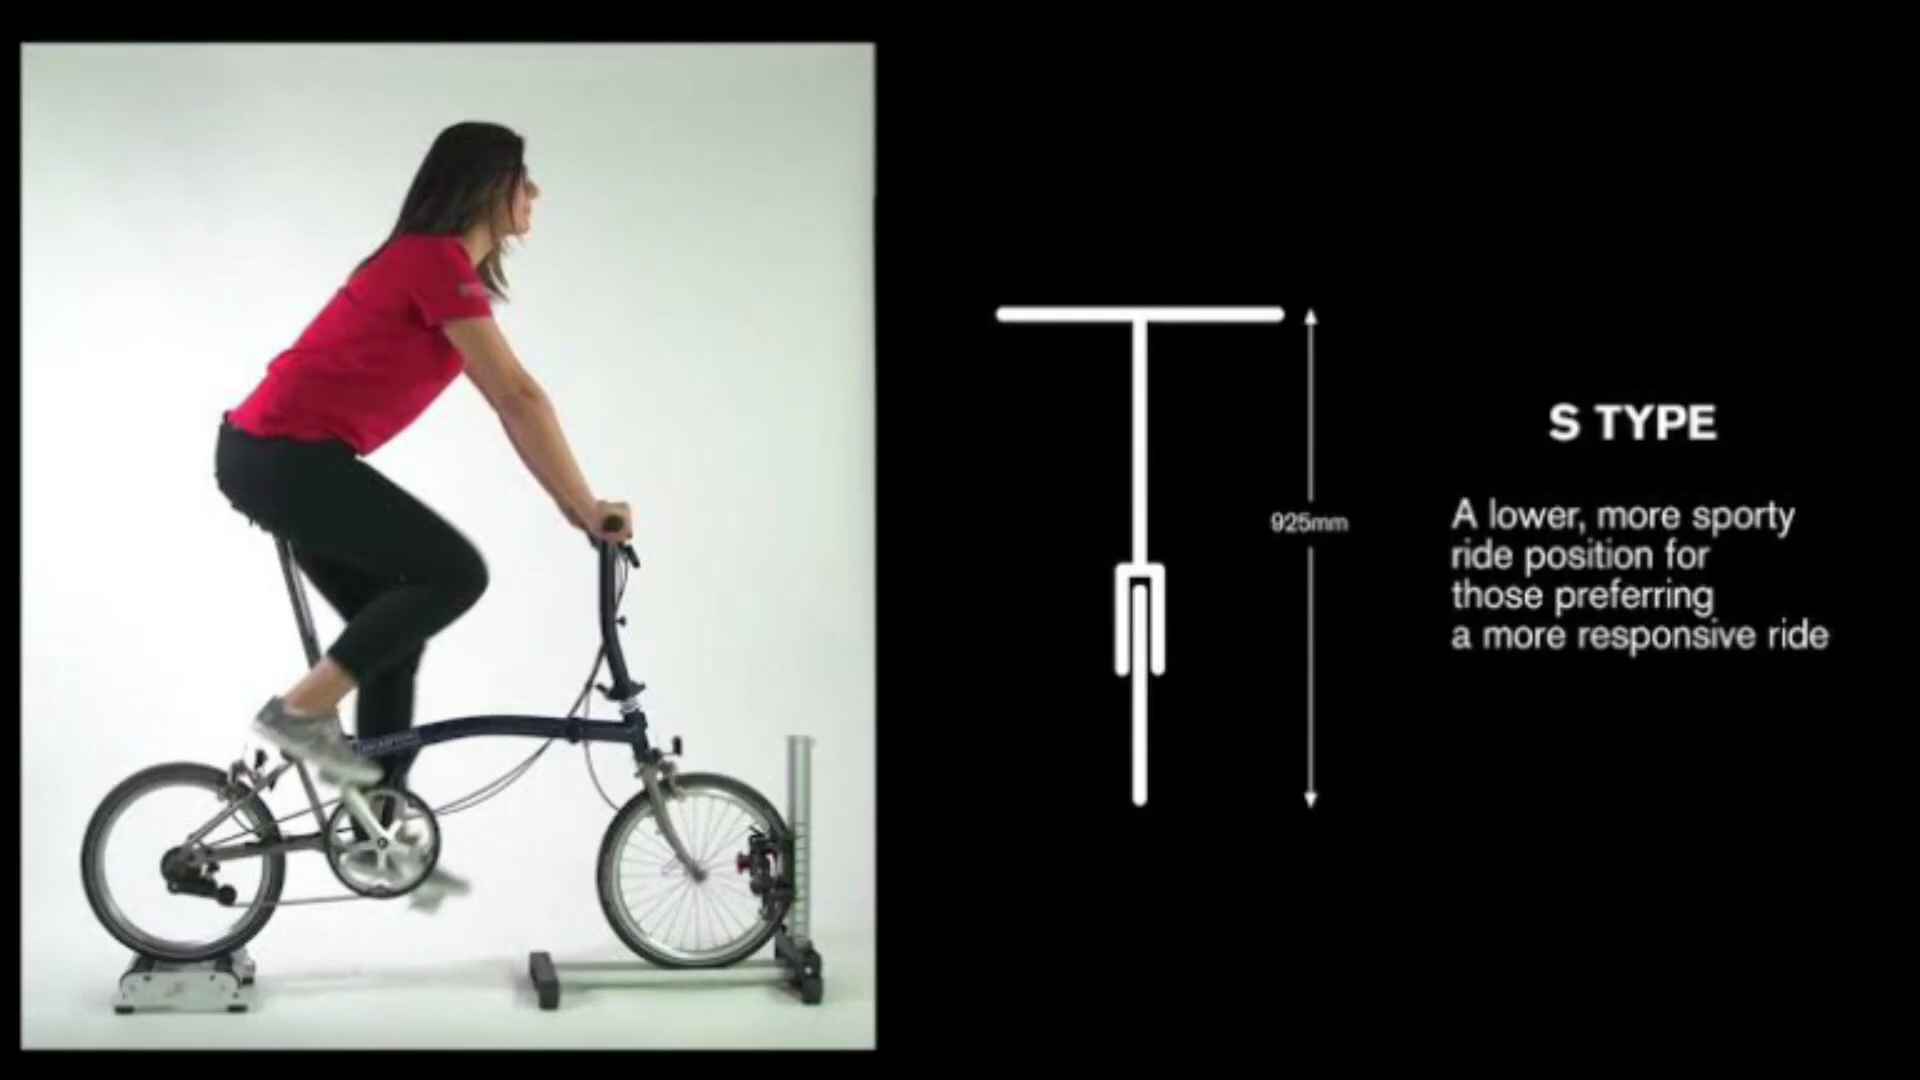 925mm
S TYPE
A lower, more sporty
ride position for
those preferring
a more responsive ride